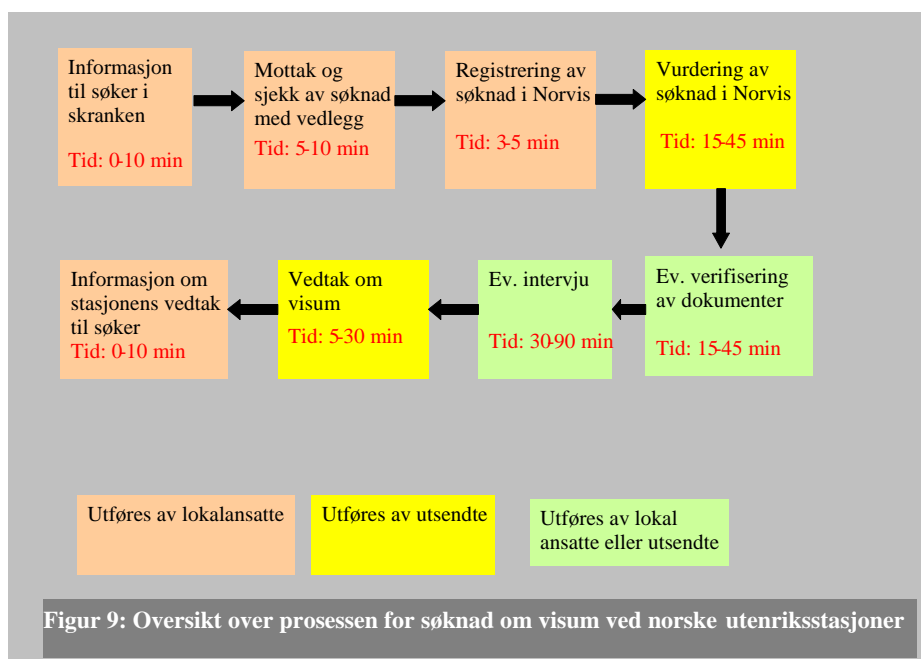 Informasjon
til søker i
skranken
Tid: 0-10 min
Mottak og
sjekk av søknad
med vedlegg
Tid: 5-10 min
Registrering av
søknad i Norvis
Tid: 3-5 min
Vurdering av
søknad i Norvis
Tid: 15-45 min
Ev. verifisering
av dokumenter
Tid: 15-45 min
Ev. intervju
Tid: 30-90 min
Vedtak om
visum
Tid: 5-30 min
Informasjon om
stasjonens vedtak
til søker
Tid: 0-10 min
Utføres av lokalansatte
Utføres av utsendte
Utføres av lokal
ansatte eller utsendte
Figur 9: Oversikt over prosessen for søknad om visum ved norske utenriksstasjoner